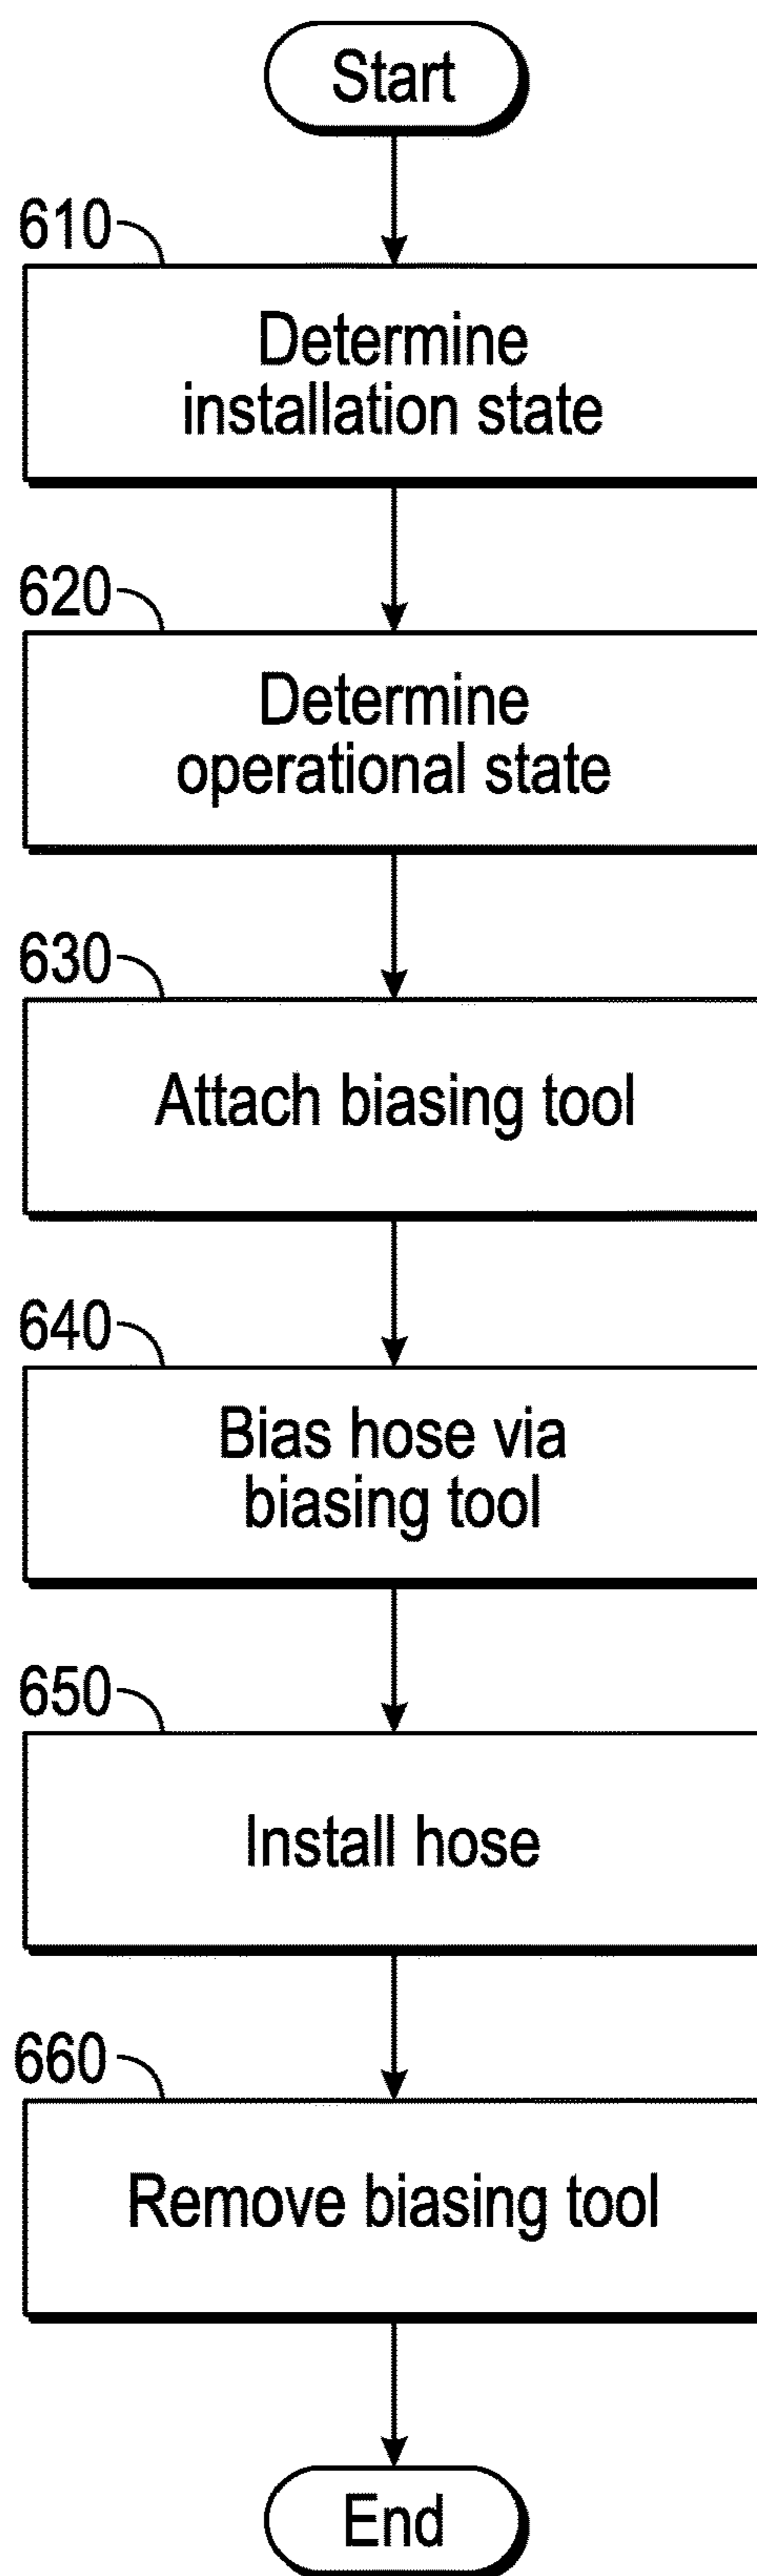 Start
610
Determine
installation state
620
Determine
operational state
630
Attach biasing tool
640
Bias hose via
biasing tool
650
Install hose
660
Remove biasing tool
End